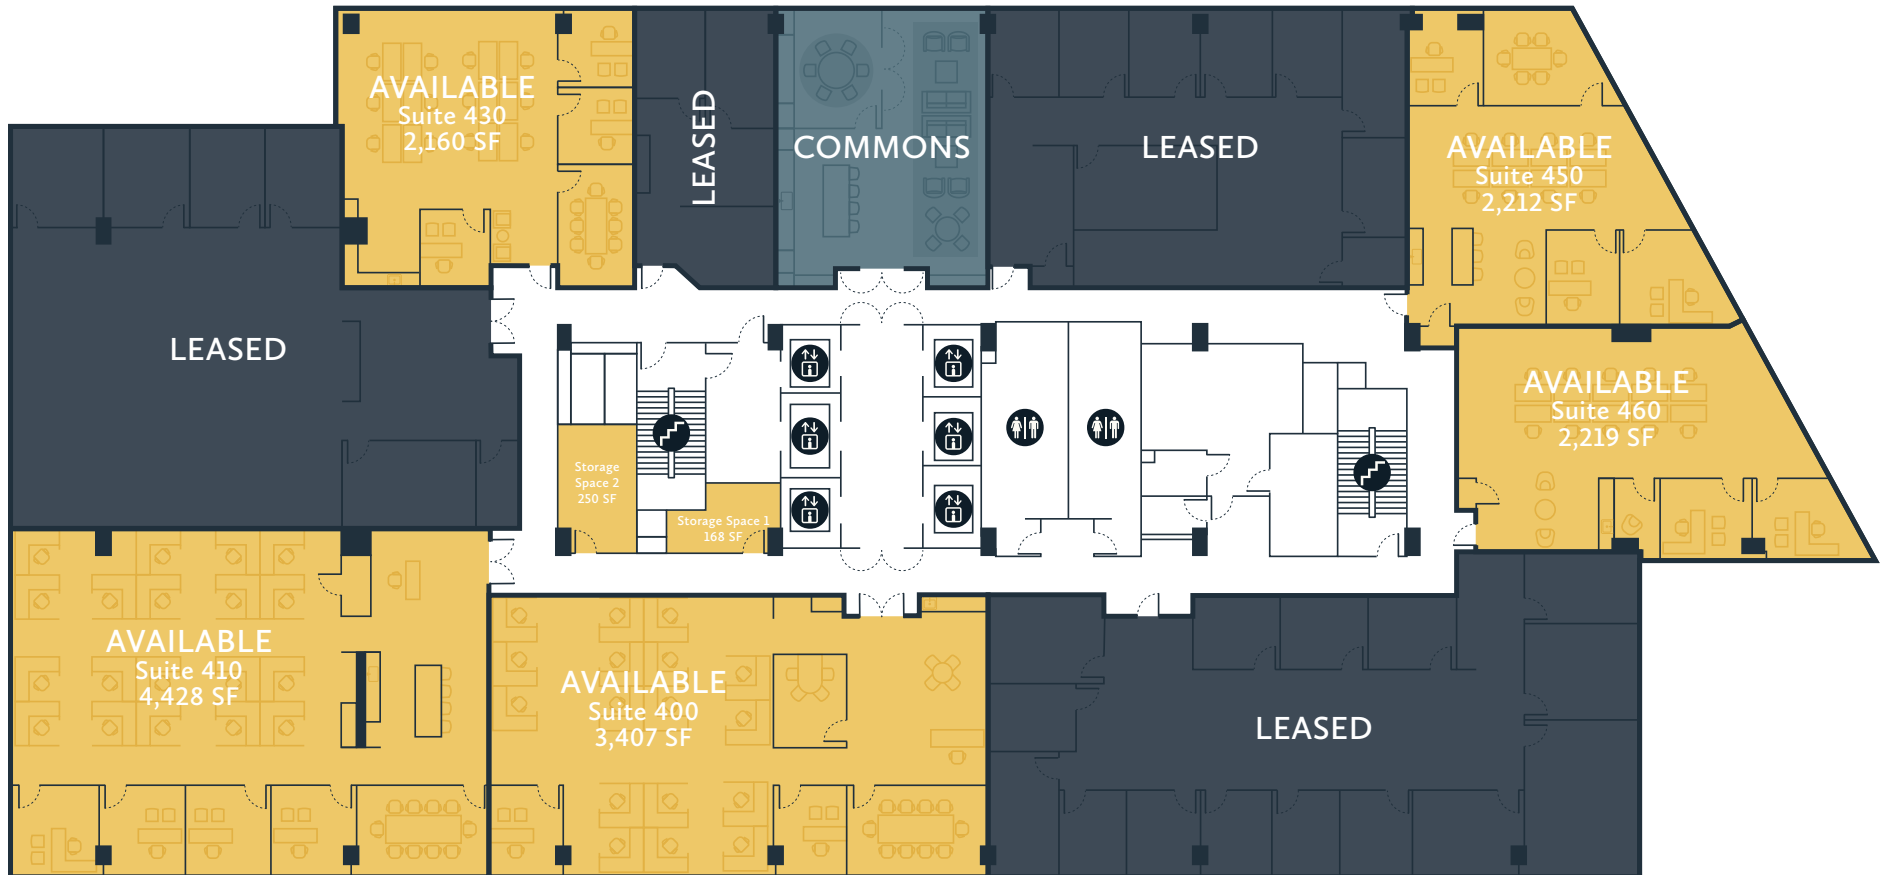 AVAILABLE
Suite 430
2,160 SF
LEASED
COMMONS
LEASED
AVAILABLE
Suite 450
2,212 SF
LEASED
AVAILABLE
Suite 460
2,219 SF
Storage
Space 2
250 SF
Storage Space 1
168 SF
AVAILABLE
Suite 410
4,428 SF
AVAILABLE
Suite 400
3,407 SF
LEASED